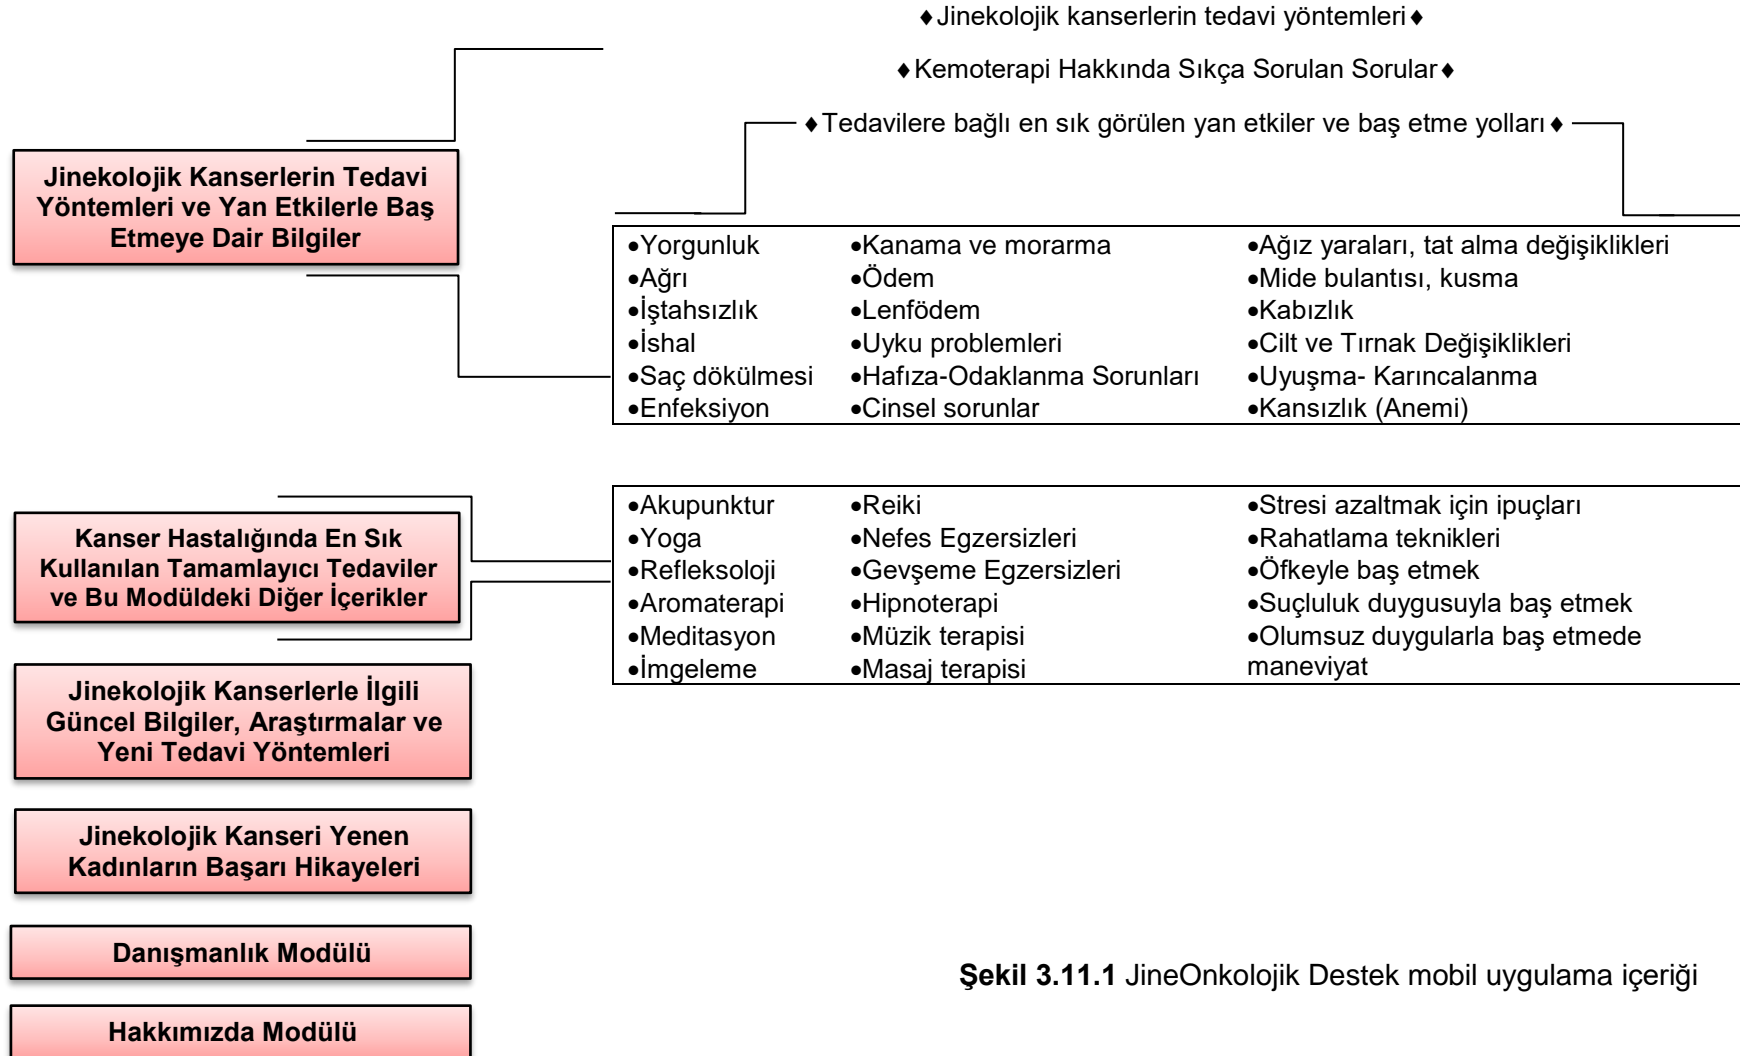 ♦Jinekolojik kanserlerin tedavi yöntemleri♦
♦Kemoterapi Hakkında Sıkça Sorulan Sorular♦
♦Tedavilere bağlı en sık görülen yan etkiler ve baş etme yolları♦
Jinekolojik Kanserlerin Tedavi
Yöntemleri ve Yan Etkilerle Baş
Etmeye Dair Bilgiler
•Yorgunluk
•Ağrı
•İştahsızlık
•İshal
•Saç dökülmesi
•Enfeksiyon
•Kanama ve morarma
•Ödem
•Lenfödem
•Uyku problemleri
•Hafıza-Odaklanma Sorunları
•Cinsel sorunlar
•Ağız yaraları, tat alma değişiklikleri
•Mide bulantısı, kusma
•Kabızlık
•Cilt ve Tırnak Değişiklikleri
•Uyuşma- Karıncalanma
•Kansızlık (Anemi)
Kanser Hastalığında En Sık
Kullanılan Tamamlayıcı Tedaviler
ve Bu Modüldeki Diğer İçerikler
•Akupunktur
•Yoga
•Refleksoloji
•Aromaterapi
•Meditasyon
•İmgeleme
•Reiki
•Nefes Egzersizleri
•Gevşeme Egzersizleri
•Hipnoterapi
•Müzik terapisi
•Masaj terapisi
•Stresi azaltmak için ipuçları
•Rahatlama teknikleri
•Öfkeyle baş etmek
•Suçluluk duygusuyla baş etmek
•Olumsuz duygularla baş etmede
maneviyat
Jinekolojik Kanserlerle İlgili
Güncel Bilgiler, Araştırmalar ve
Yeni Tedavi Yöntemleri
Jinekolojik Kanseri Yenen
Kadınların Başarı Hikayeleri
Danışmanlık Modülü
Hakkımızda Modülü
Şekil 3.11.1 JineOnkolojik Destek mobil uygulama içeriği